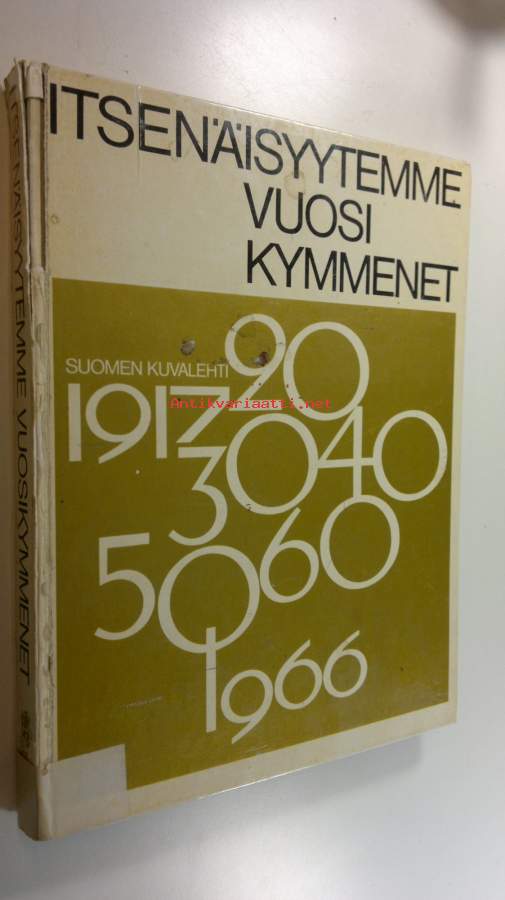 ITSENÄISYYTEMME
VUOSI
KYMMENET
SUOMEN KUVALEHTI
20
1917
30 40
50 60
1966
Antikvariaatti.net
ITSENÄISYYTEMME VUOSIKYMMENET